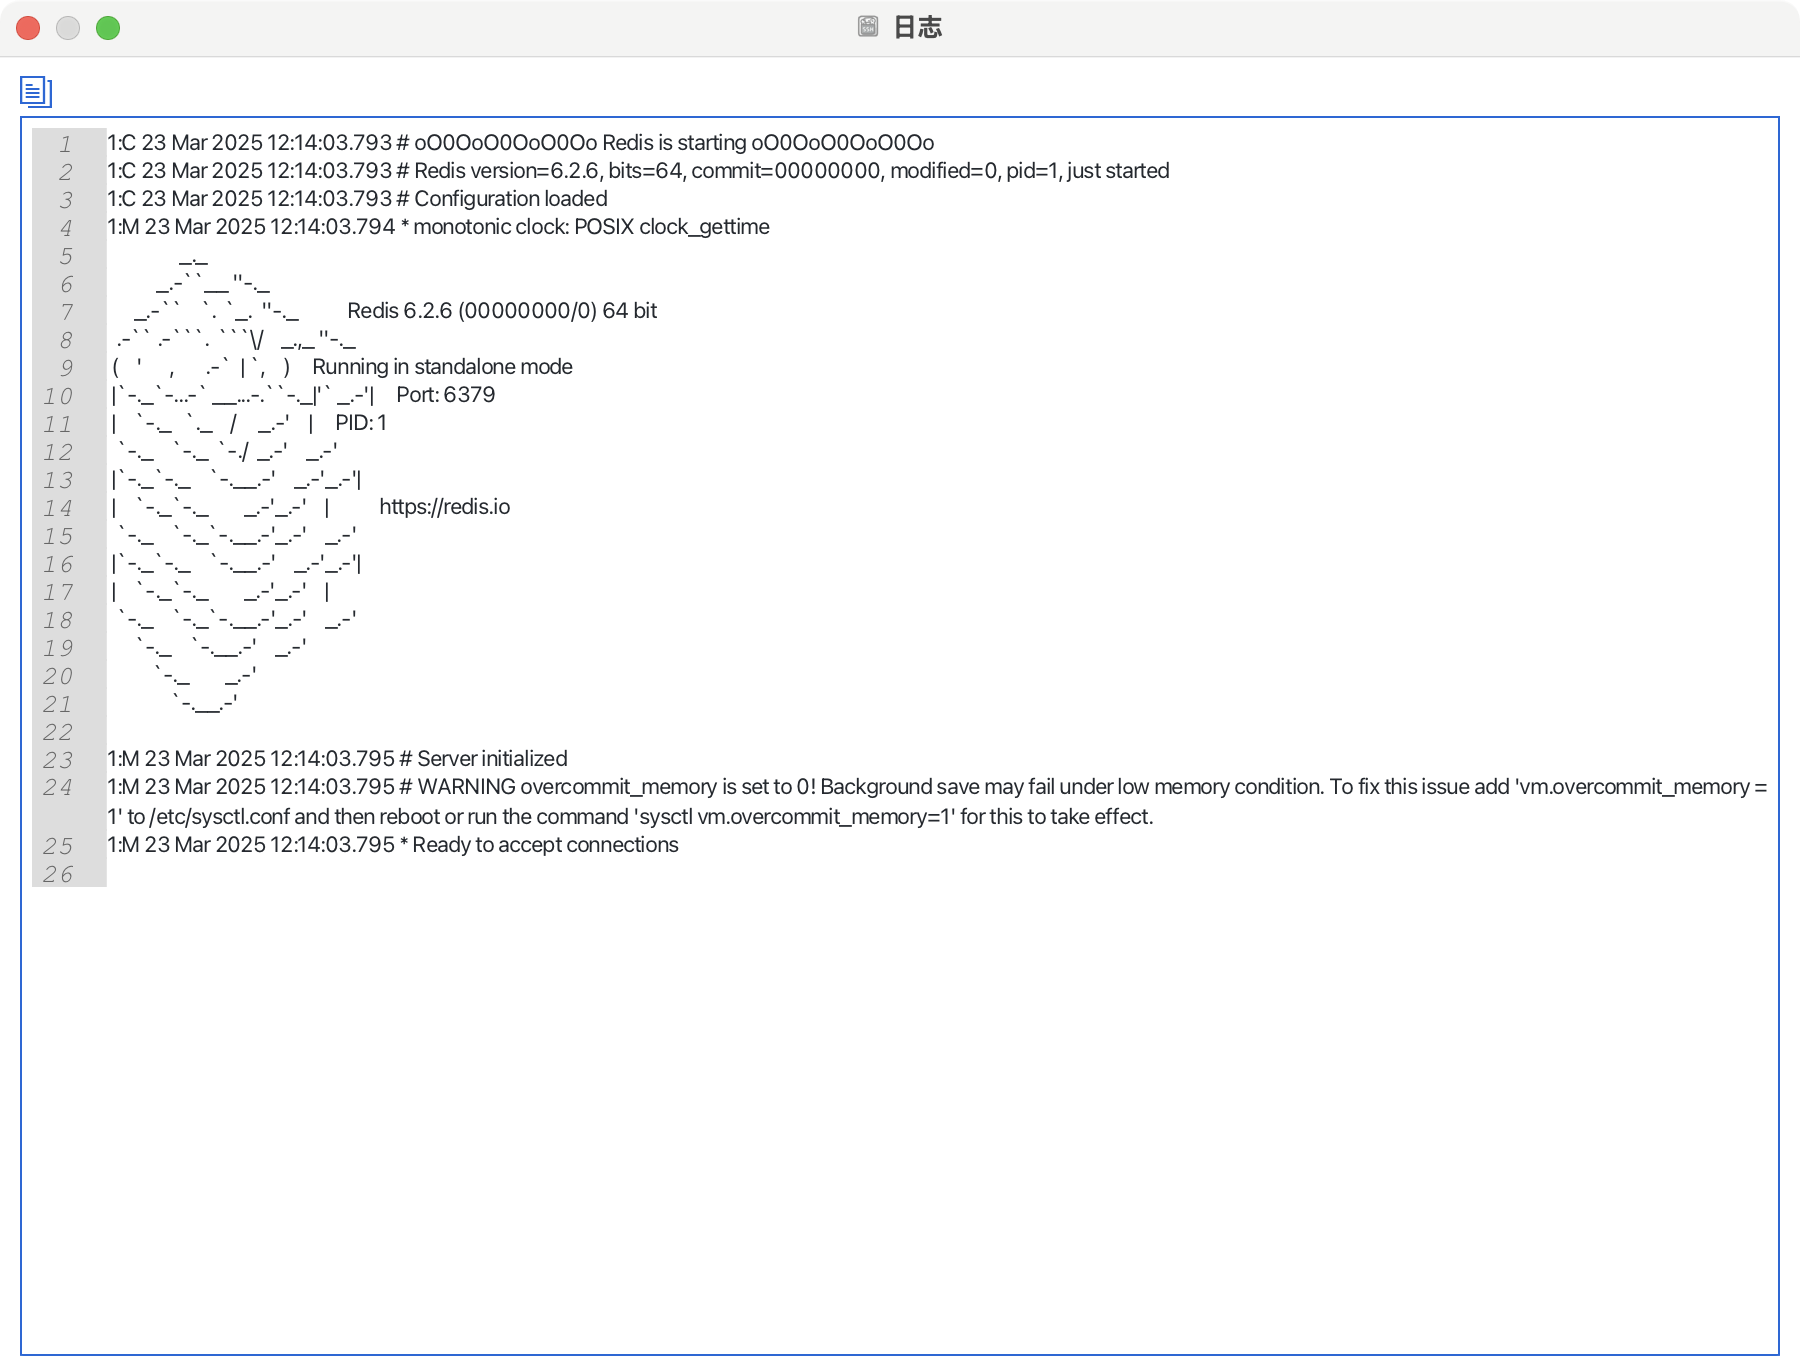 日志
1 1:C 23 Mar 2025 12:14:03.793 # oO0OoO0OoO0Oo Redis is starting oO0OoO0OoO0Oo
2 1:C 23 Mar 2025 12:14:03.793 # Redis version=6.2.6, bits=64, commit=00000000, modified=0, pid=1, just started
3 1:C 23 Mar 2025 12:14:03.793 # Configuration loaded
4 1:M 23 Mar 2025 12:14:03.794 * monotonic clock: POSIX clock_gettime
5                _._
6           _.-``__ ''-._
7      _.-``    `.  `_.  ''-._           Redis 6.2.6 (00000000/0) 64 bit
8  .-`` .-```.  ```\/    _.,_ ''-._
9 (    '      ,       .-`  | `,    )     Running in standalone mode
10 |`-._`-...-` __...-.``-._|'` _.-'|     Port: 6379
11 |    `-._   `._    /     _.-'    |     PID: 1
12  `-._    `-._  `-./  _.-'    _.-'
13 |`-._`-._    `-.__.-'    _.-'_.-'|
14 |    `-._`-._        _.-'_.-'    |           https://redis.io
15  `-._    `-._`-.__.-'_.-'    _.-'
16 |`-._`-._    `-.__.-'    _.-'_.-'|
17 |    `-._`-._        _.-'_.-'    |
18  `-._    `-._`-.__.-'_.-'    _.-'
19      `-._    `-.__.-'    _.-'
20          `-._        _.-'
21              `-.__.-'
22
23 1:M 23 Mar 2025 12:14:03.795 # Server initialized
24 1:M 23 Mar 2025 12:14:03.795 # WARNING overcommit_memory is set to 0! Background save may fail under low memory condition. To fix this issue add 'vm.overcommit_memory =
1' to /etc/sysctl.conf and then reboot or run the command 'sysctl vm.overcommit_memory=1' for this to take effect.
25 1:M 23 Mar 2025 12:14:03.795 * Ready to accept connections
26